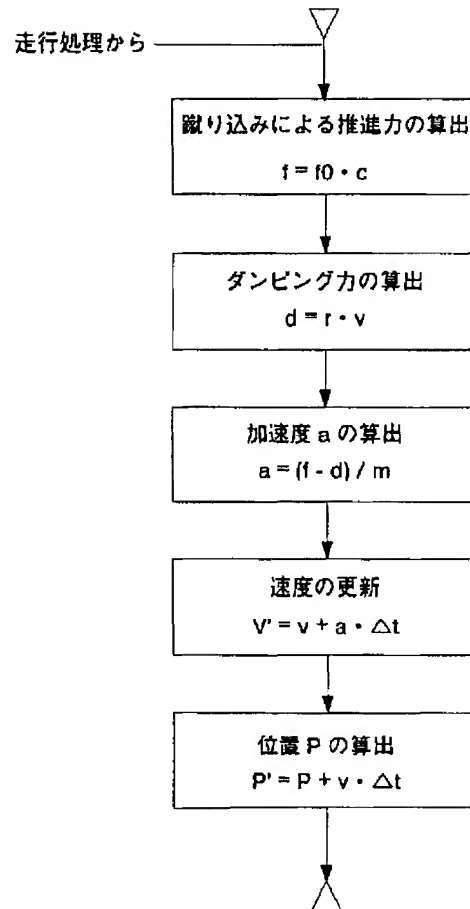 走行処理から
蹴り込みによる推進力の算出
f = f0・c
ダンピング力の算出
d = r・v
加速度 a の算出
a = (f - d) / m
速度の更新
V' = v + a・△t
位置 P の算出
P' = P + v・△t